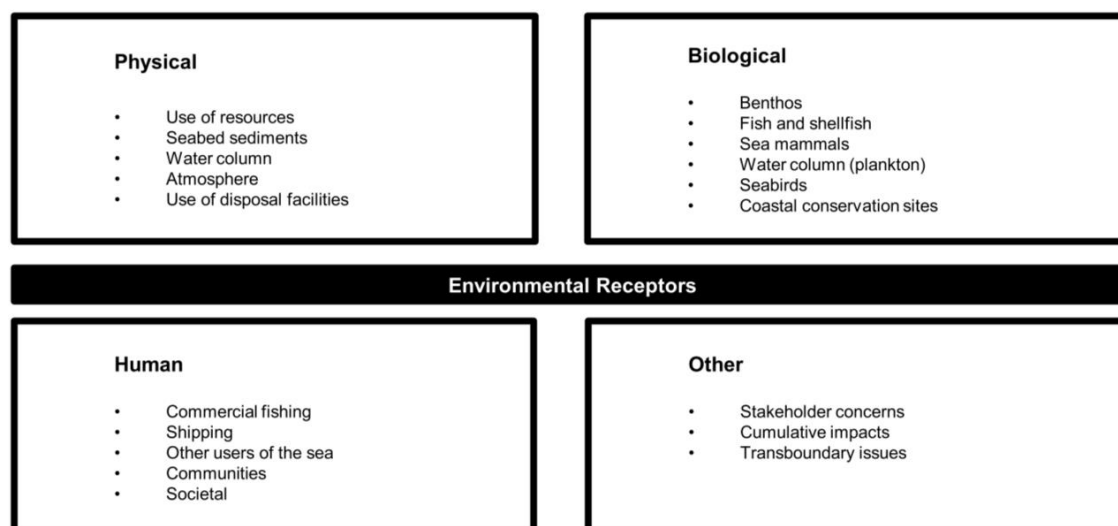 Physical
• Use of resources
• Seabed sediments
• Water column
• Atmosphere
• Use of disposal facilities
Biological
• Benthos
• Fish and shellfish
• Sea mammals
• Water column (plankton)
• Seabirds
• Coastal conservation sites
Environmental Receptors
Human
• Commercial fishing
• Shipping
• Other users of the sea
• Communities
• Societal
Other
• Stakeholder concerns
• Cumulative impacts
• Transboundary issues